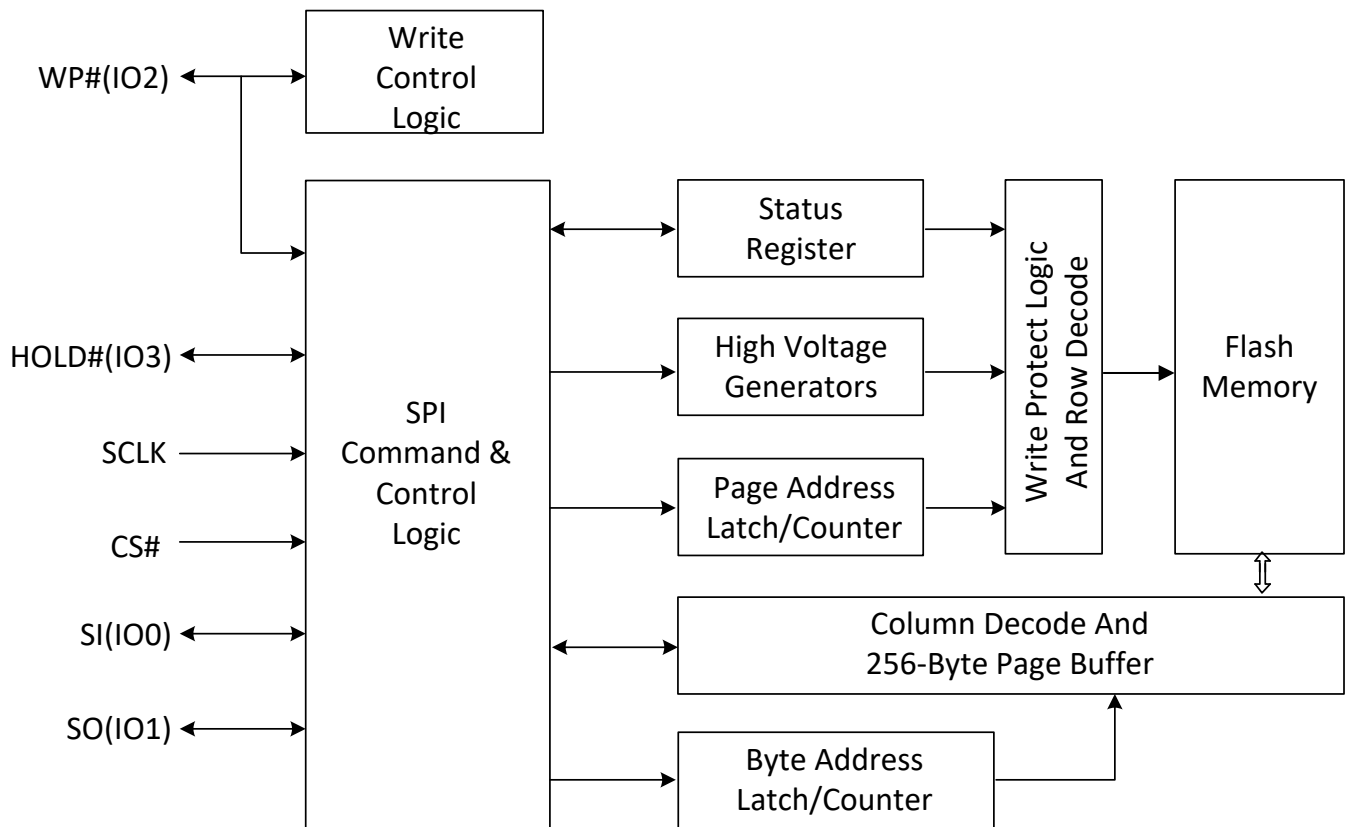 WP#(IO2)
Write
Control
Logic
HOLD#(IO3)
SCLK
CS#
SI(IO0)
SO(IO1)
SPI
Command &
Control
Logic
Status
Register
High Voltage
Generators
Page Address
Latch/Counter
Write Protect Logic
And Row Decode
Flash
Memory
Column Decode And
256-Byte Page Buffer
Byte Address
Latch/Counter